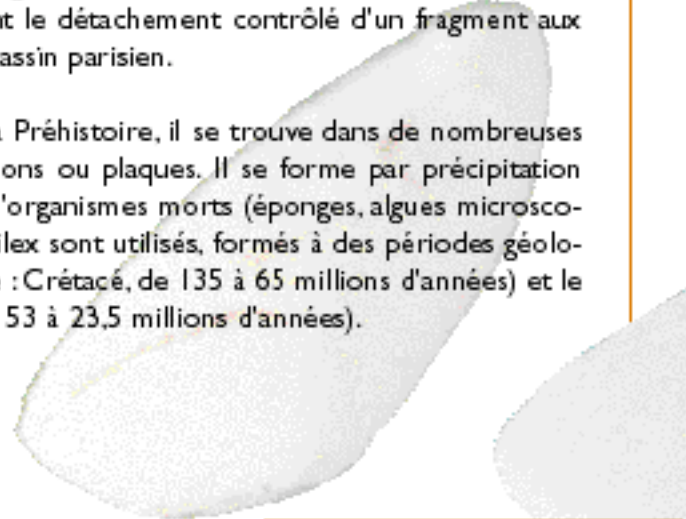 nt le détachement contrôlé d'un fragment aux
assin parisien.
a Préhistoire, il se trouve dans de nombreuses
ons ou plaques. Il se forme par précipitation
'organismes morts (éponges, algues microsco-
ilex sont utilisés, formés à des périodes géolo-
: Crétacé, de 135 à 65 millions d'années) et le
53 à 23,5 millions d'années).